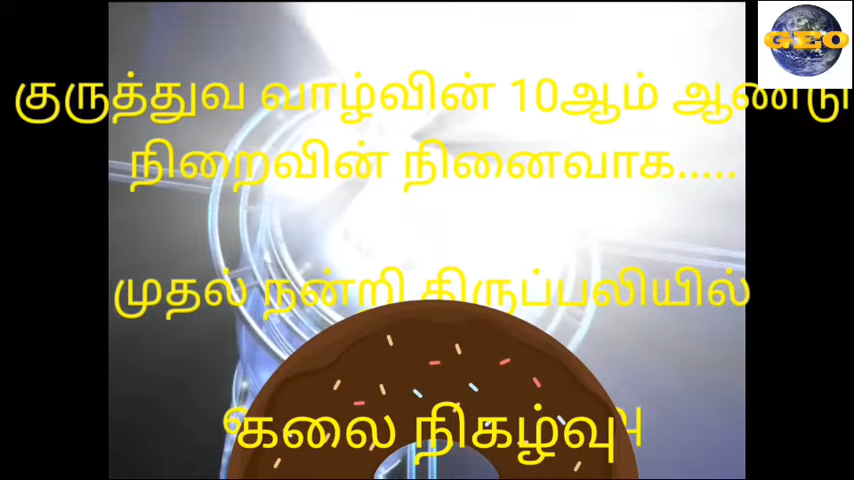 GEO
குருத்துவ வாழ்வின் 10ஆம் ஆண்டு
நிறைவின் நினைவாக.....
முதல் நன்றி திருப்பலியில்
கலை நிகழ்வு